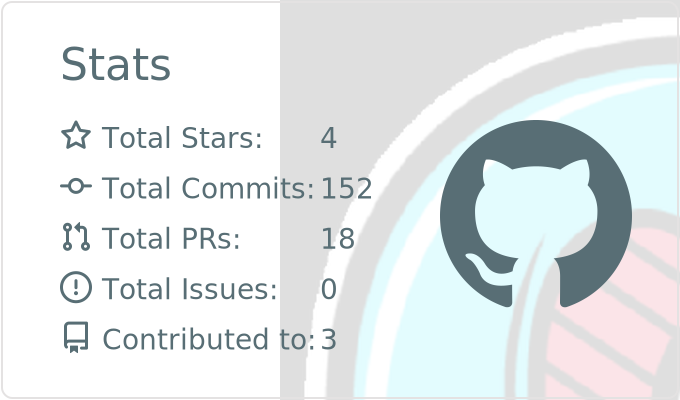 Stats
Total Stars: 4
Total Commits: 152
Total PRs: 18
Total Issues: 0
Contributed to: 3